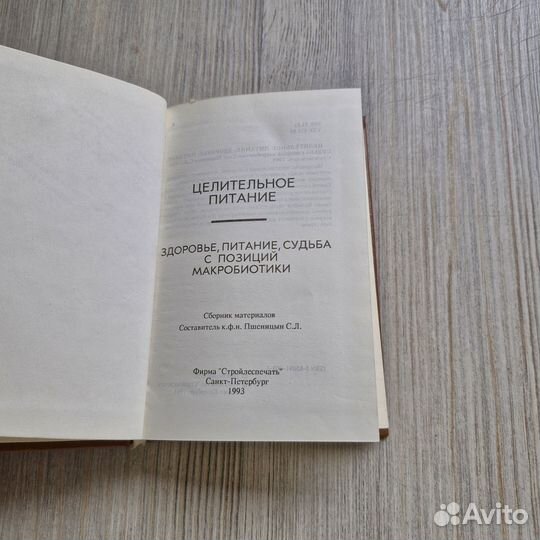 ЦЕЛИТЕЛЬНОЕ
ПИТАНИЕ
ЗДОРОВЬЕ, ПИТАНИЕ, СУДЬБА
С ПОЗИЦИЙ
МАКРОБИОТИКИ
Сборник материалов
Составитель к.ф.н. Пшеницын С.Л.
Фирма "Стройлеспечать"
Санкт-Петербург
1993
Avito